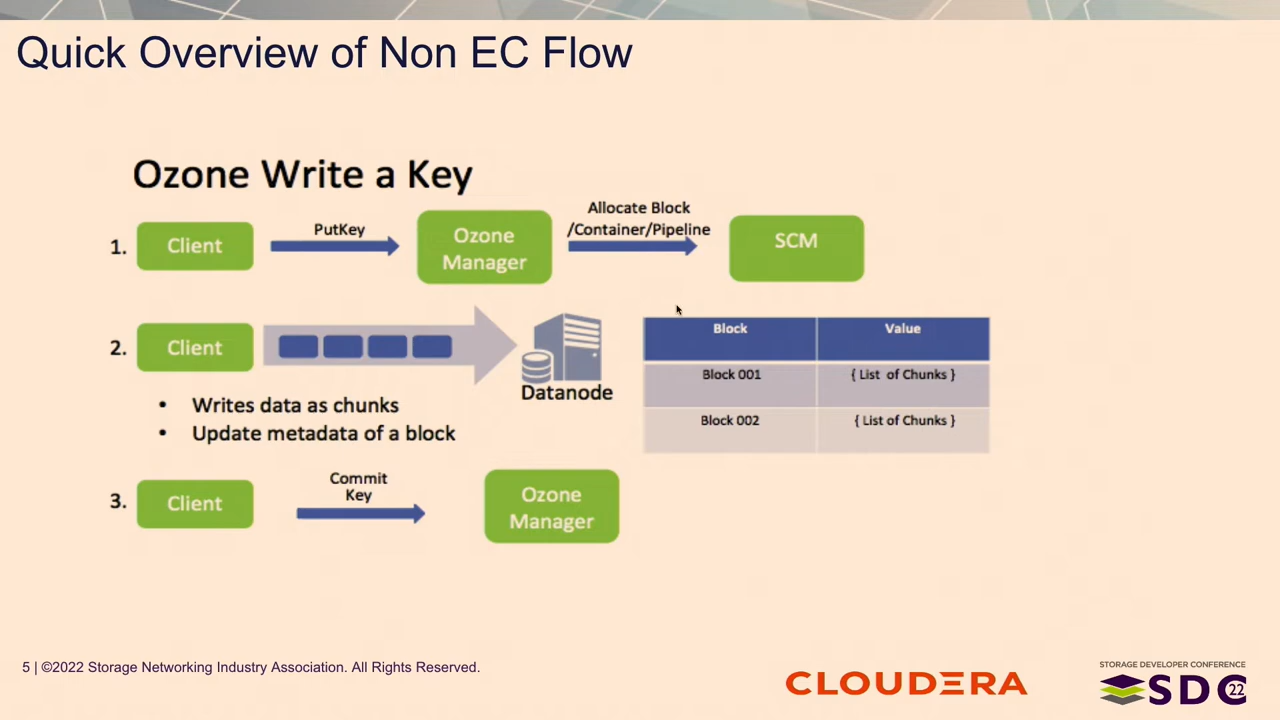 Quick Overview of Non EC Flow
Ozone Write a Key
1.
Client
PutKey
Ozone
Manager
Allocate Block
/Container/Pipeline
SCM
2.
Client
Datanode
Block
Value
Block 001
{ List of Chunks }
Block 002
{ List of Chunks }
• Writes data as chunks
• Update metadata of a block
3.
Client
Commit
Key
Ozone
Manager
5 | ©2022 Storage Networking Industry Association. All Rights Reserved.
CLOUDERA
STORAGE DEVELOPER CONFERENCE
SDC 22